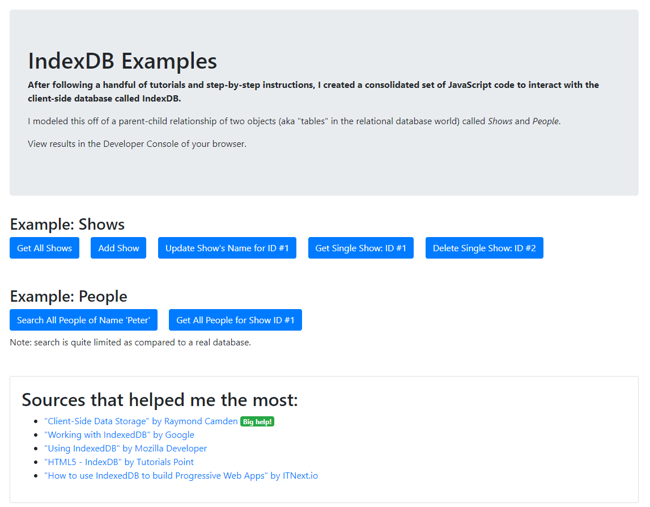 IndexDB Examples
After following a handful of tutorials and step-by-step instructions, I created a consolidated set of JavaScript code to interact with the
client-side database called IndexDB.
I modeled this off of a parent-child relationship of two objects (aka "tables" in the relational database world) called Shows and People.
View results in the Developer Console of your browser.
Example: Shows
Get All Shows Add Show Update Show's Name for ID #1 Get Single Show: ID #1 Delete Single Show: ID #2
Example: People
Search All People of Name 'Peter' Get All People for Show ID #1
Note: search is quite limited as compared to a real database.
Sources that helped me the most:
"Client-Side Data Storage" by Raymond Camden Big help!
"Working with IndexedDB" by Google
"Using IndexedDB" by Mozilla Developer
"HTML5 - IndexDB" by Tutorials Point
"How to use IndexedDB to build Progressive Web Apps" by ITNext.io